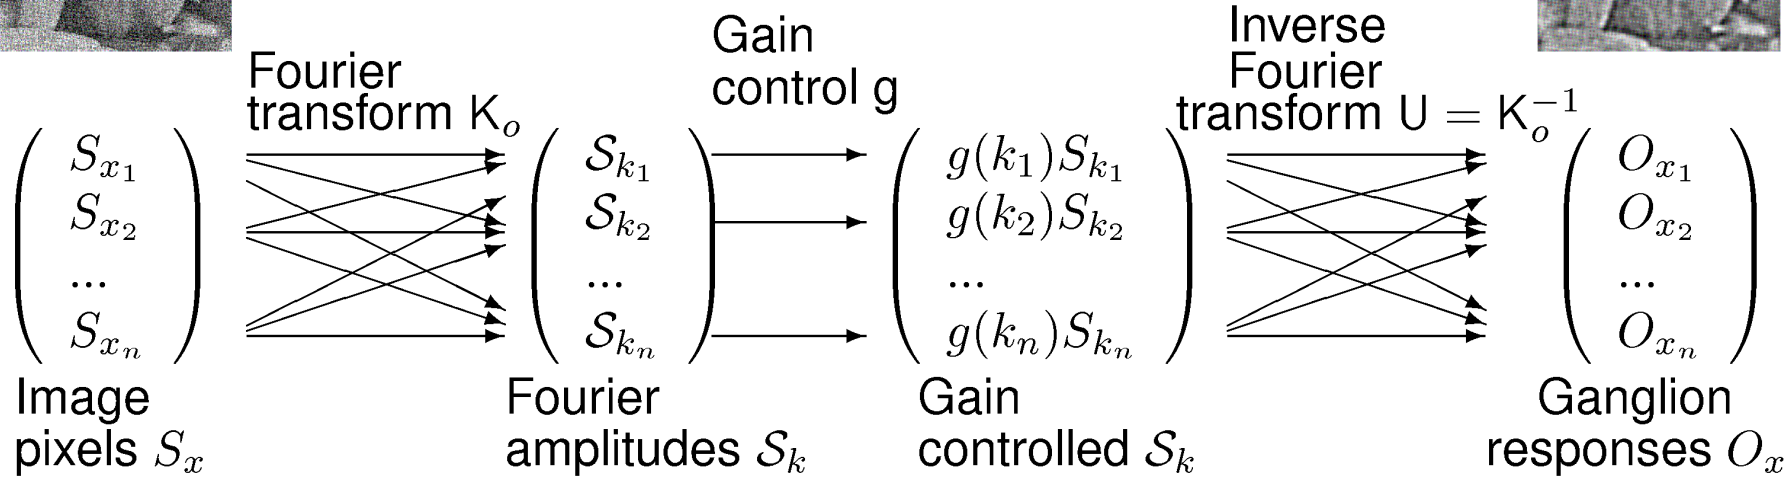 Fourier
transform K_o
Gain
control g
Inverse
Fourier
transform U = K_o^{-1}
S_{x_1} 𝒮_{k_1} g(k_1)S_{k_1} O_{x_1}
S_{x_2} 𝒮_{k_2} g(k_2)S_{k_2} O_{x_2}
... ... ... ...
S_{x_n} 𝒮_{k_n} g(k_n)S_{k_n} O_{x_n}
Image
pixels S_x
Fourier
amplitudes 𝒮_k
Gain
controlled 𝒮_k
Ganglion
responses O_x